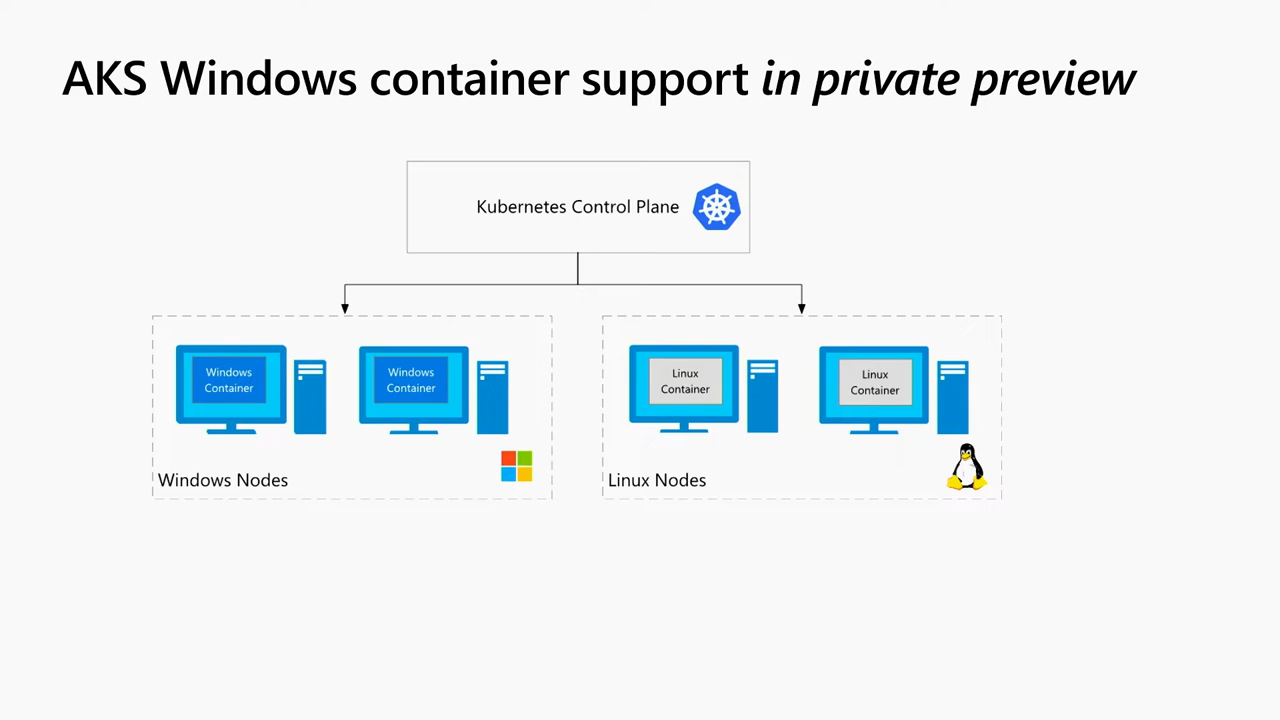 AKS Windows container support in private preview
Kubernetes Control Plane
Windows
Container
Windows
Container
Windows Nodes
Linux
Container
Linux
Container
Linux Nodes